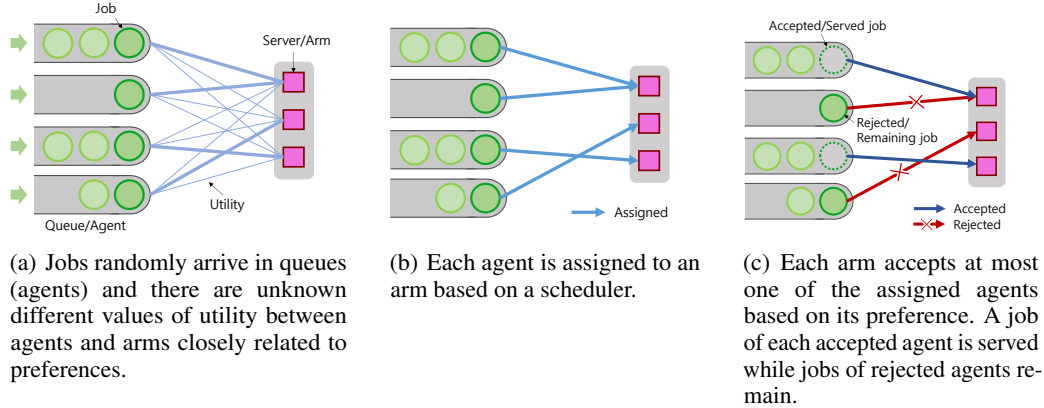 Job
Server/Arm
Utility
Queue/Agent
(a) Jobs randomly arrive in queues
(agents) and there are unknown
different values of utility between
agents and arms closely related to
preferences.
Assigned
(b) Each agent is assigned to an
arm based on a scheduler.
Accepted/Served job
Rejected/
Remaining job
Accepted
Rejected
(c) Each arm accepts at most
one of the assigned agents
based on its preference. A job
of each accepted agent is served
while jobs of rejected agents re-
main.